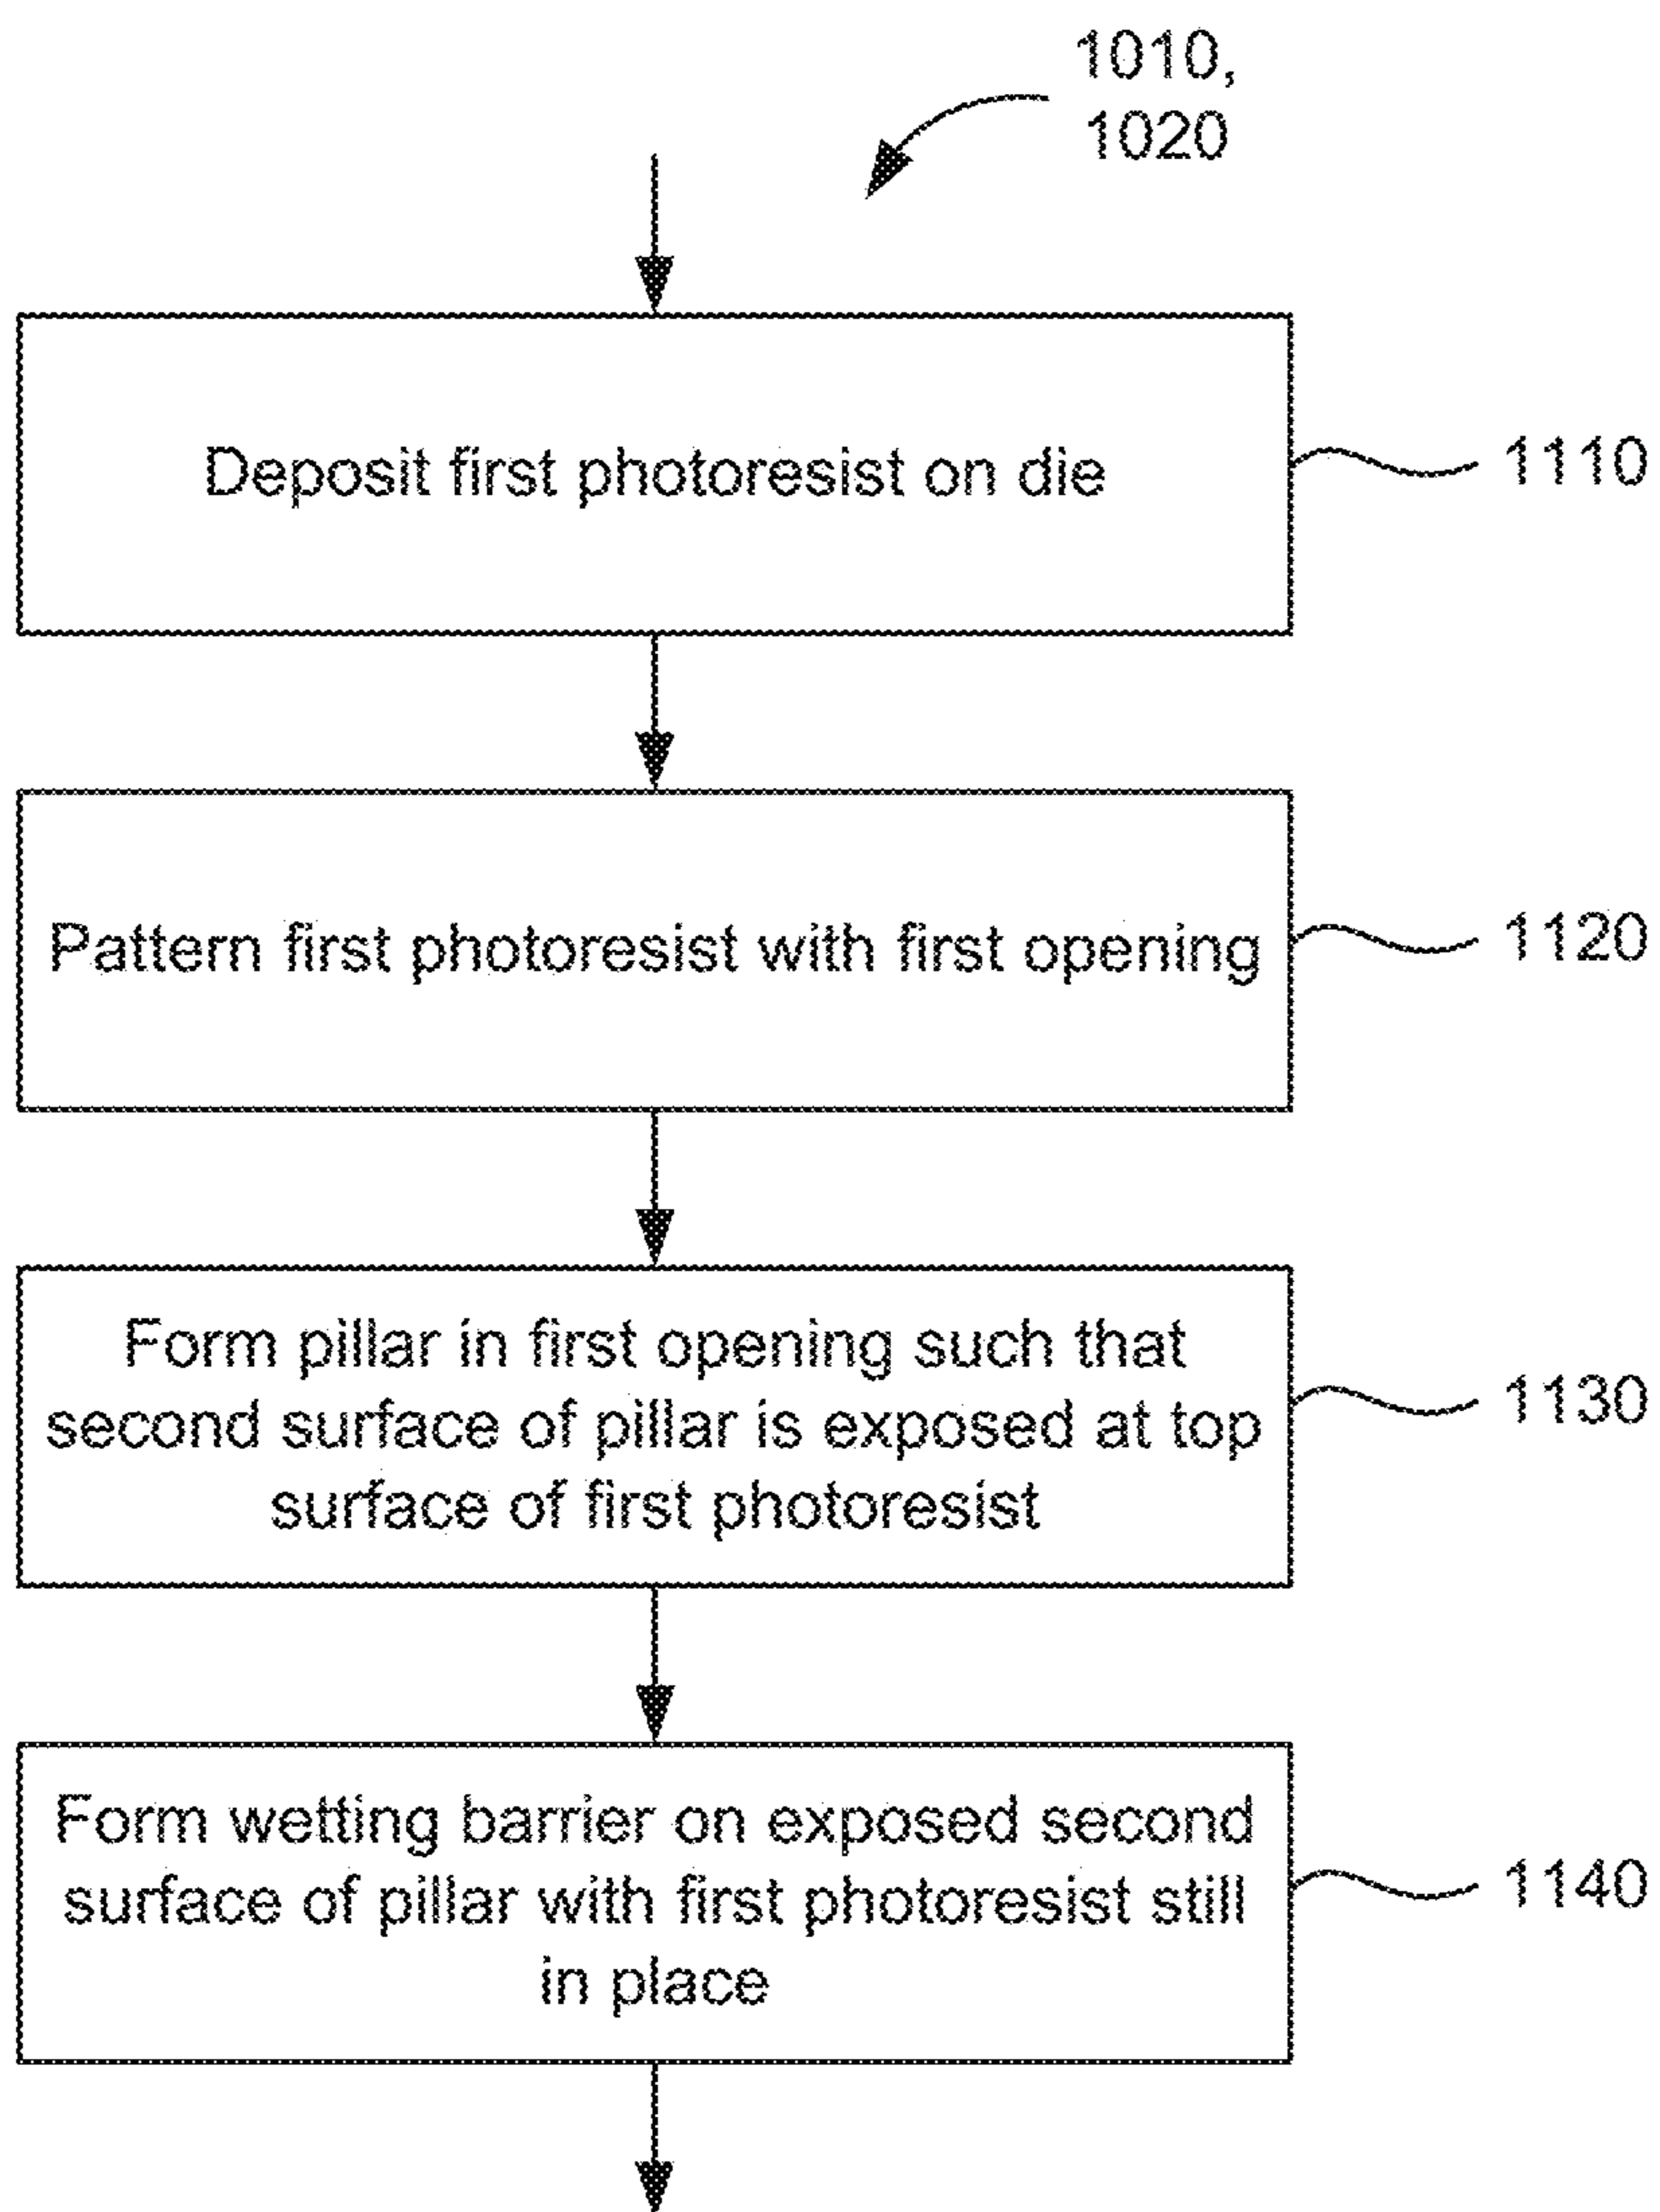 1010,
1020
Deposit first photoresist on die
1110
Pattern first photoresist with first opening
1120
Form pillar in first opening such that
second surface of pillar is exposed at top
surface of first photoresist
1130
Form wetting barrier on exposed second
surface of pillar with first photoresist still
in place
1140